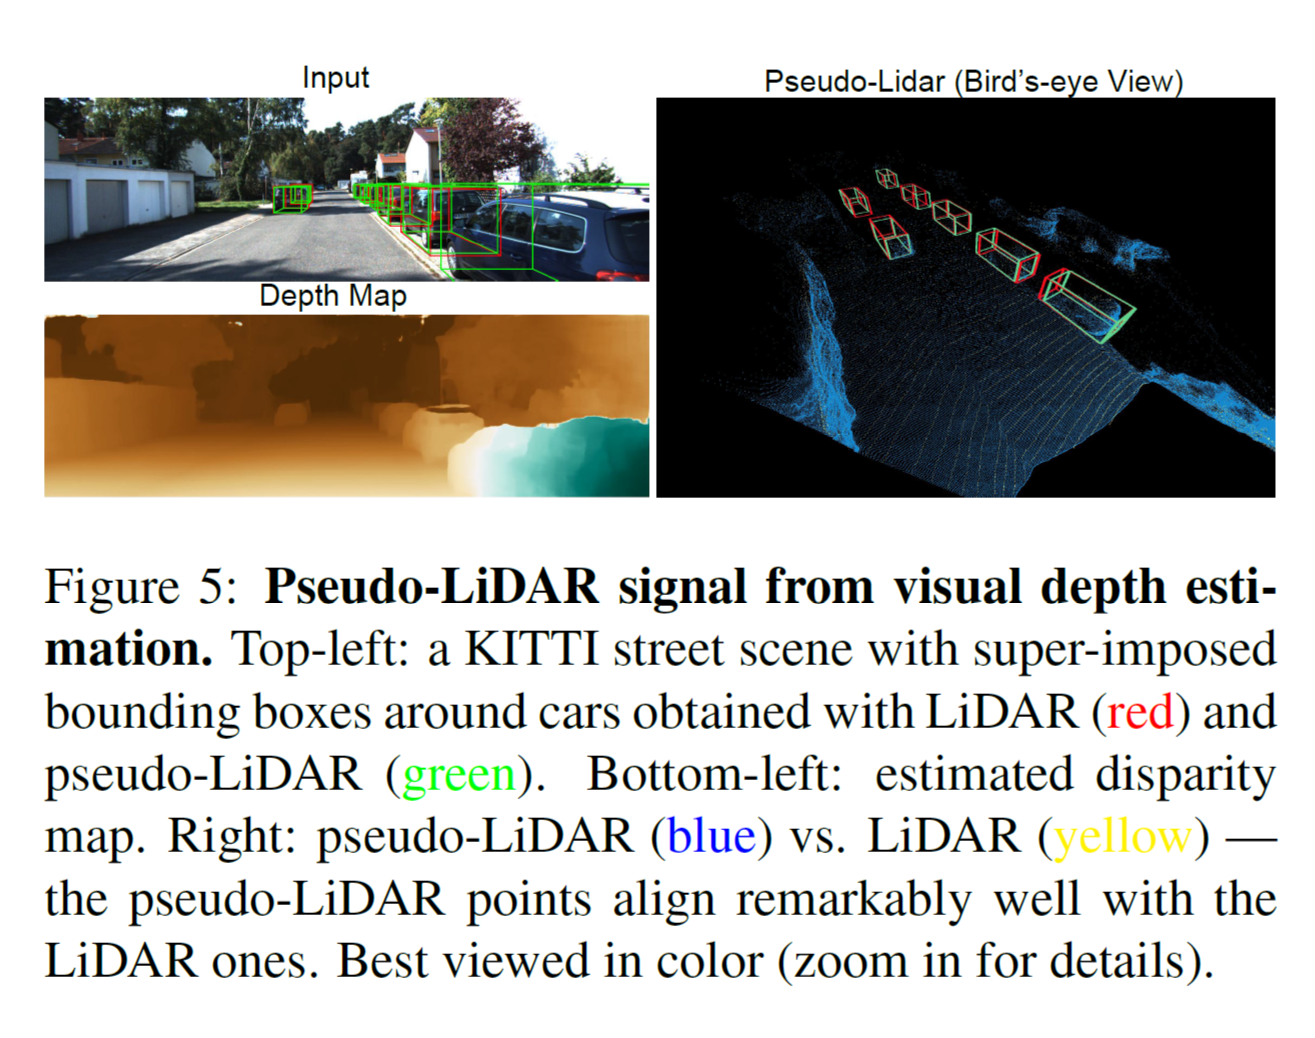 Input
Pseudo-Lidar (Bird's-eye View)
Depth Map
Figure 5: Pseudo-LiDAR signal from visual depth esti-
mation. Top-left: a KITTI street scene with super-imposed
bounding boxes around cars obtained with LiDAR (red) and
pseudo-LiDAR (green). Bottom-left: estimated disparity
map. Right: pseudo-LiDAR (blue) vs. LiDAR (yellow) —
the pseudo-LiDAR points align remarkably well with the
LiDAR ones. Best viewed in color (zoom in for details).